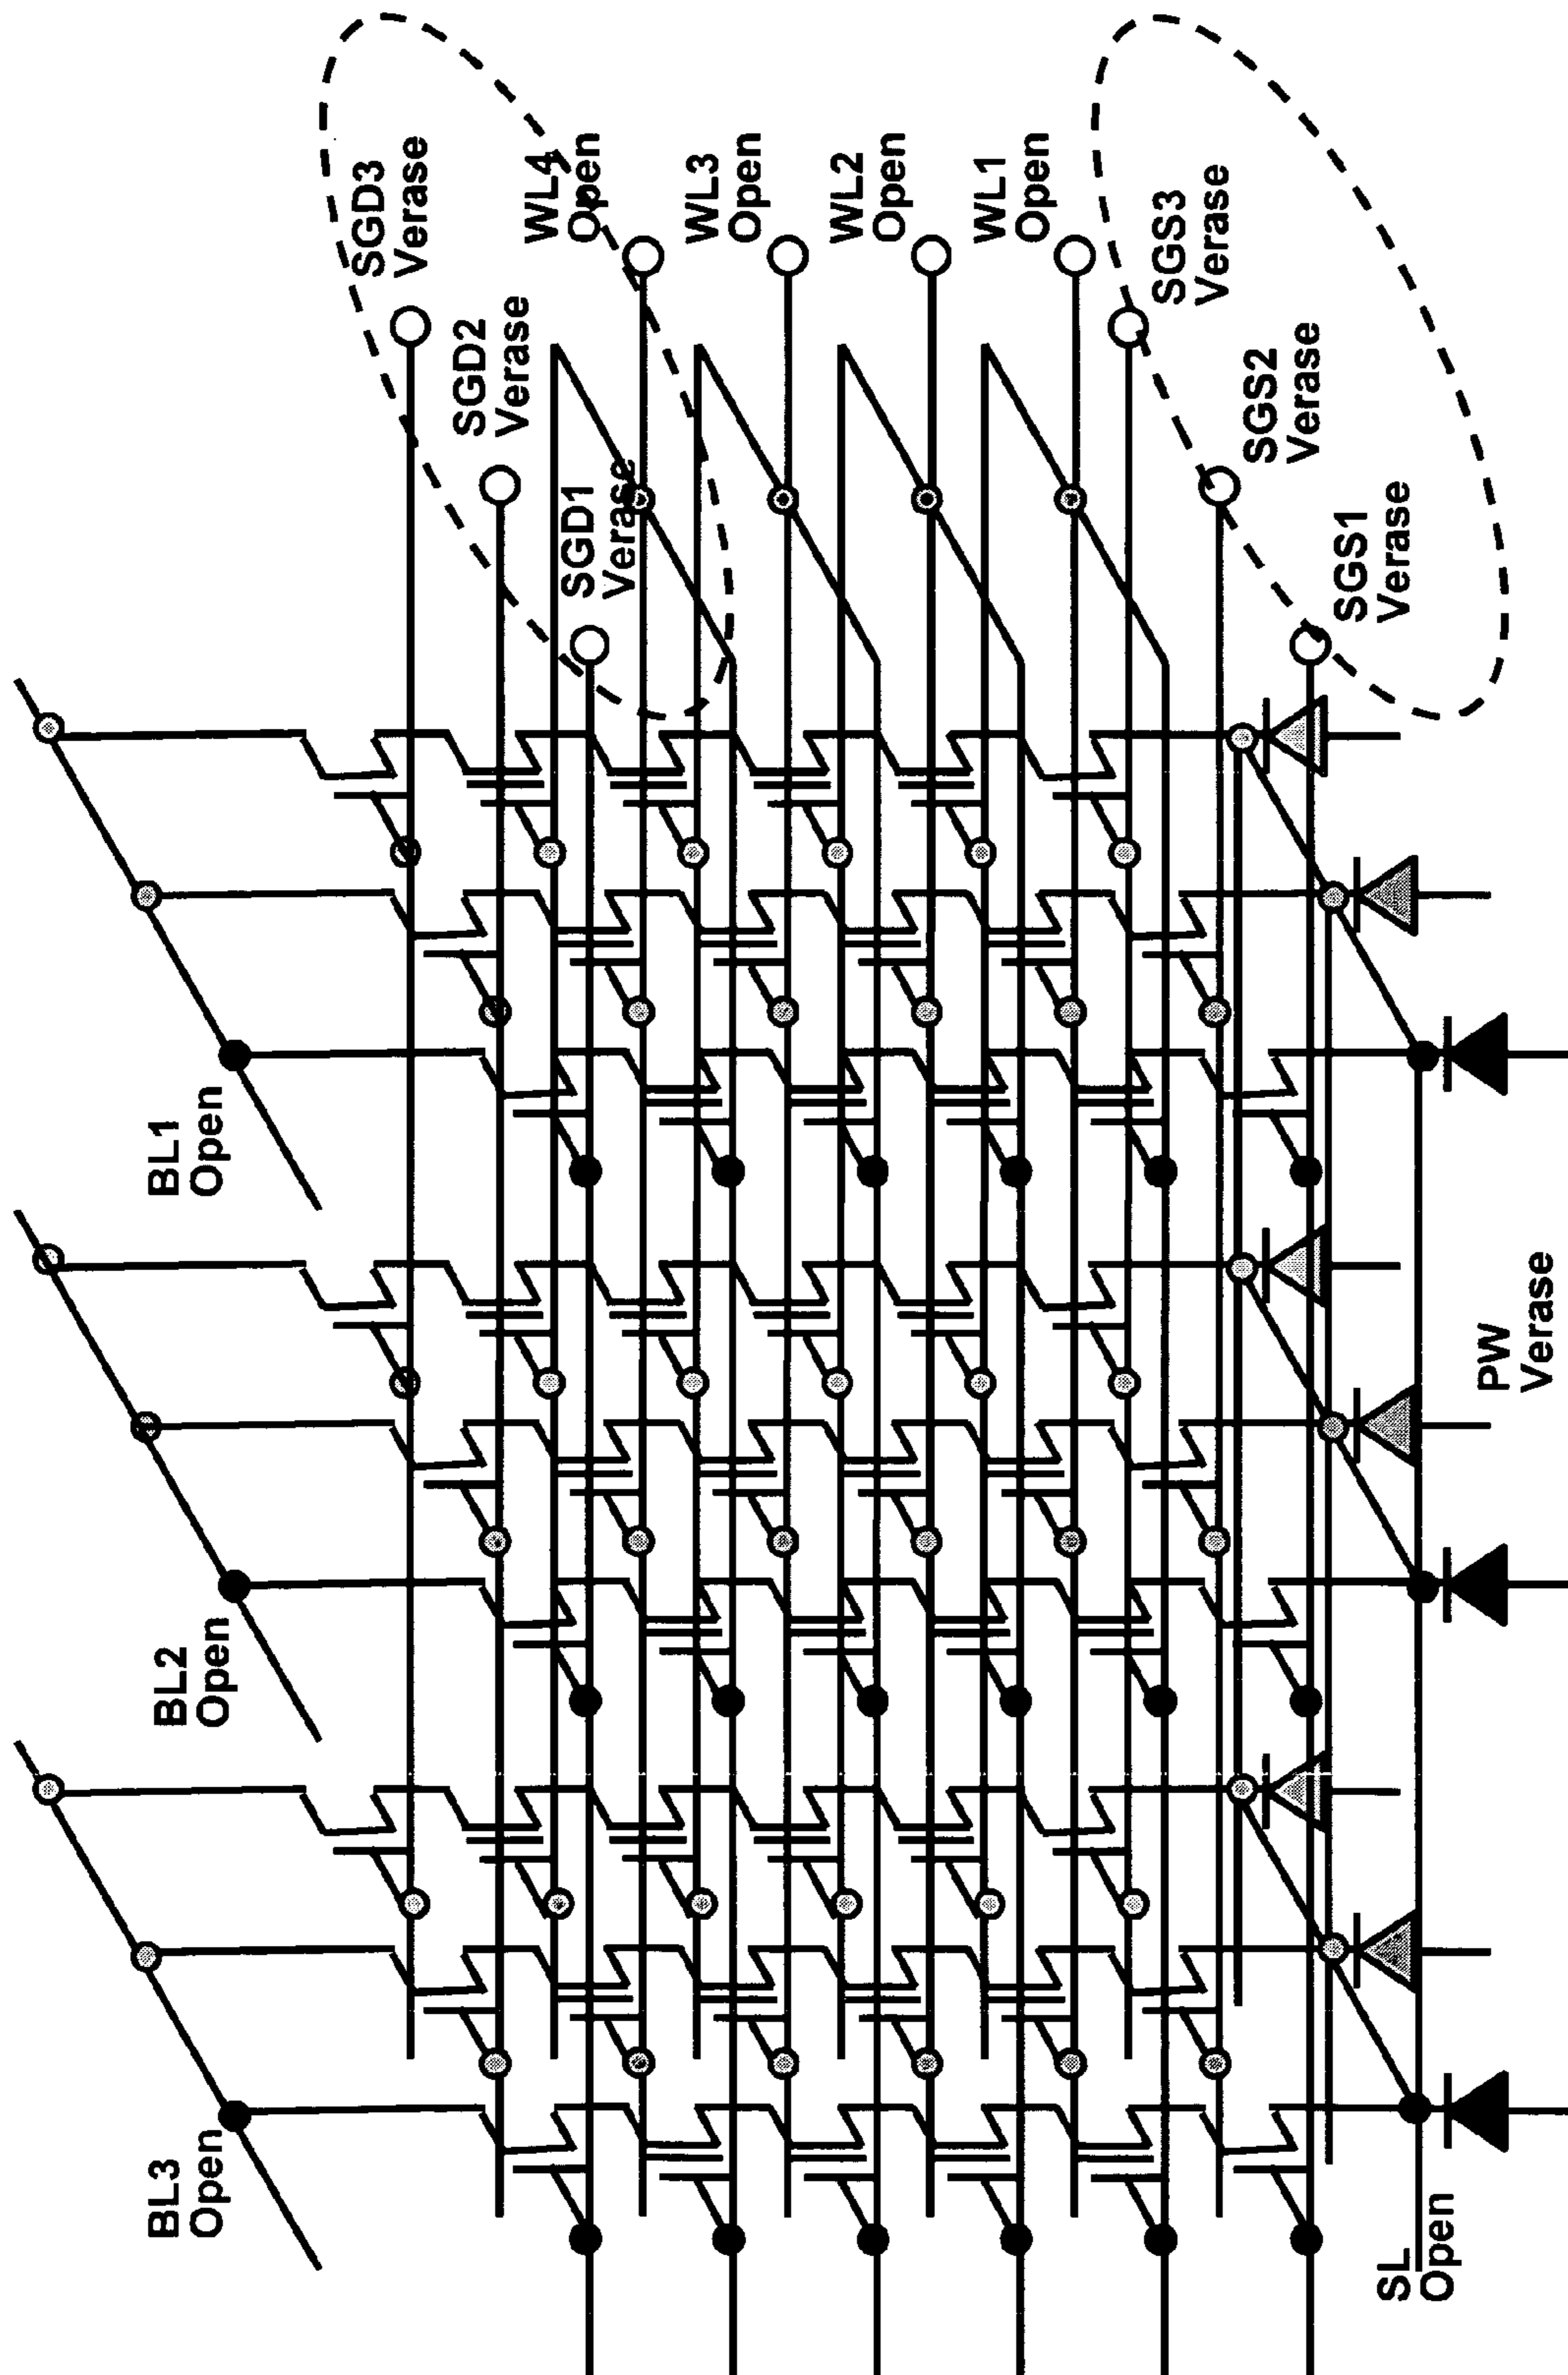 SGD3
Verase
SGD2
Verase
SGD1
Verase
WL4
Open
WL3
Open
WL2
Open
WL1
Open
SGS3
Verase
SGS2
Verase
SGS1
Verase
BL1
Open
BL2
Open
BL3
Open
PW
Verase
SL
Open